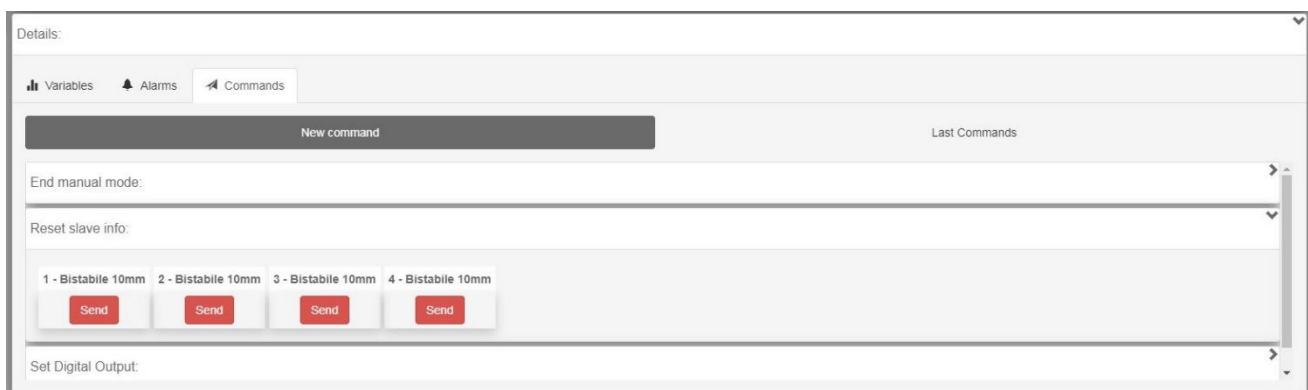 Details:
Variables Alarms Commands
New command Last Commands
End manual mode:
Reset slave info:
1 - Bistabile 10mm 2 - Bistabile 10mm 3 - Bistabile 10mm 4 - Bistabile 10mm
Send Send Send Send
Set Digital Output: